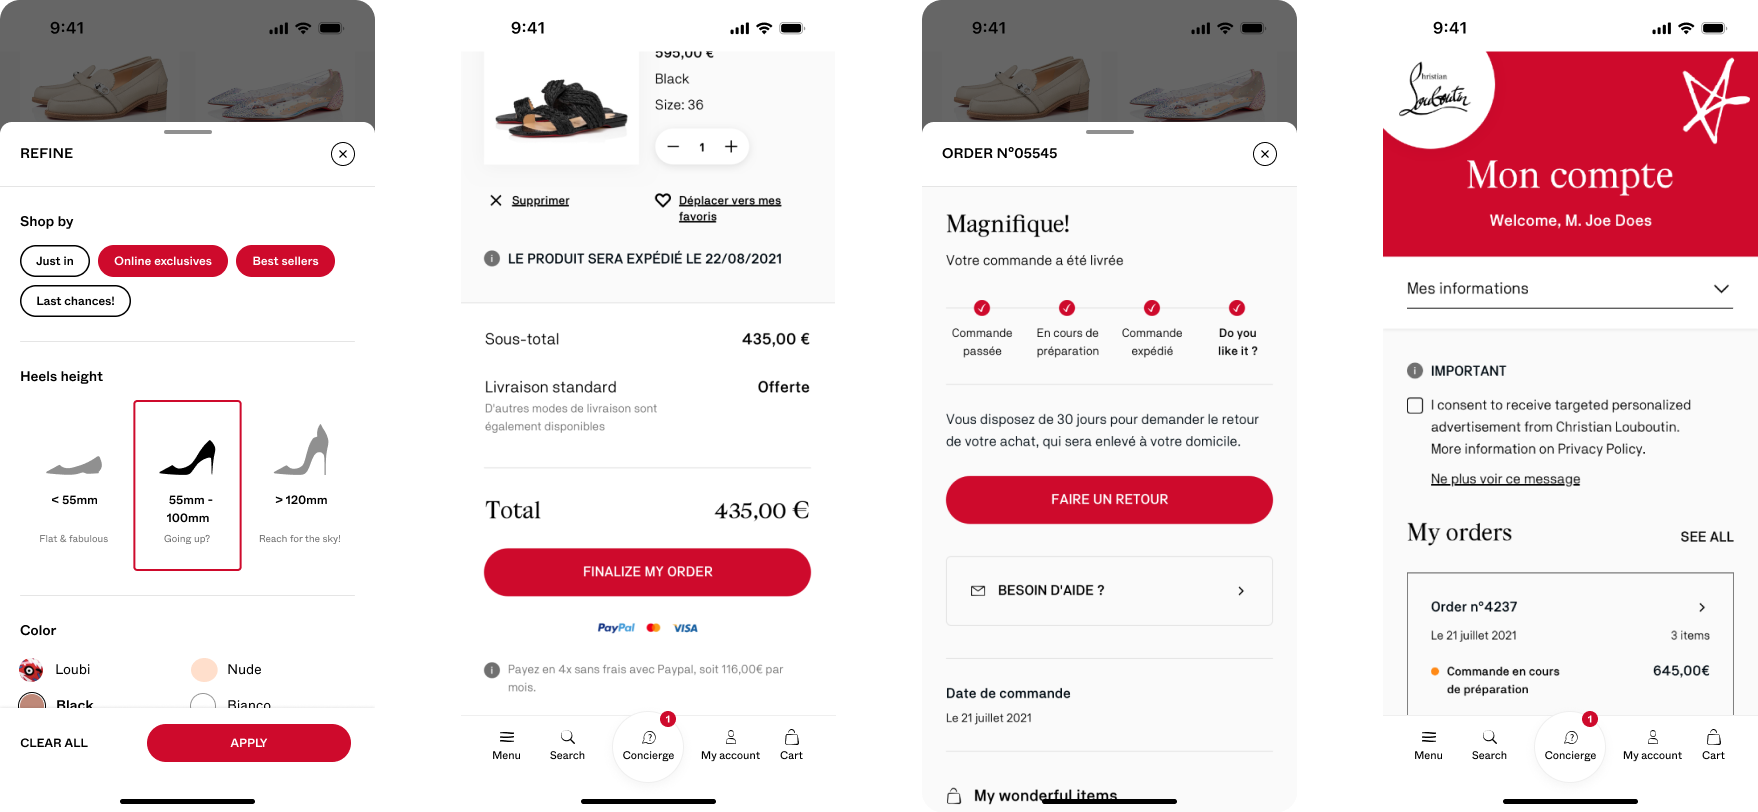 9:41
REFINE
Shop by
Just in
Online exclusives
Best sellers
Last chances!
Heels height
< 55mm
Flat & fabulous
55mm -
100mm
Going up?
> 120mm
Reach for the sky!
Color
Loubi
Nude
Black
Bianco
CLEAR ALL
APPLY
9:41
595,00 €
Black
Size: 36
1
Supprimer
Déplacer vers mes
favoris
LE PRODUIT SERA EXPÉDIÉ LE 22/08/2021
Sous-total
435,00 €
Livraison standard
Offerte
D'autres modes de livraison sont
également disponibles
Total
435,00 €
FINALIZE MY ORDER
PayPal
VISA
Payez en 4x sans frais avec Paypal, soit 116,00€ par
mois.
Menu
Search
1
Concierge
My account
Cart
9:41
ORDER N°05545
Magnifique!
Votre commande a été livrée
Commande
passée
En cours de
préparation
Commande
expédié
Do you
like it ?
Vous disposez de 30 jours pour demander le retour
de votre achat, qui sera enlevé à votre domicile.
FAIRE UN RETOUR
BESOIN D'AIDE ?
Date de commande
Le 21 juillet 2021
My wonderful items
9:41
Christian
Louboutin
Mon compte
Welcome, M. Joe Does
Mes informations
IMPORTANT
I consent to receive targeted personalized
advertisement from Christian Louboutin.
More information on Privacy Policy.
Ne plus voir ce message
My orders
SEE ALL
Order n°4237
Le 21 juillet 2021
3 items
Commande en cours
de préparation
645,00€
Menu
Search
1
Concierge
My account
Cart